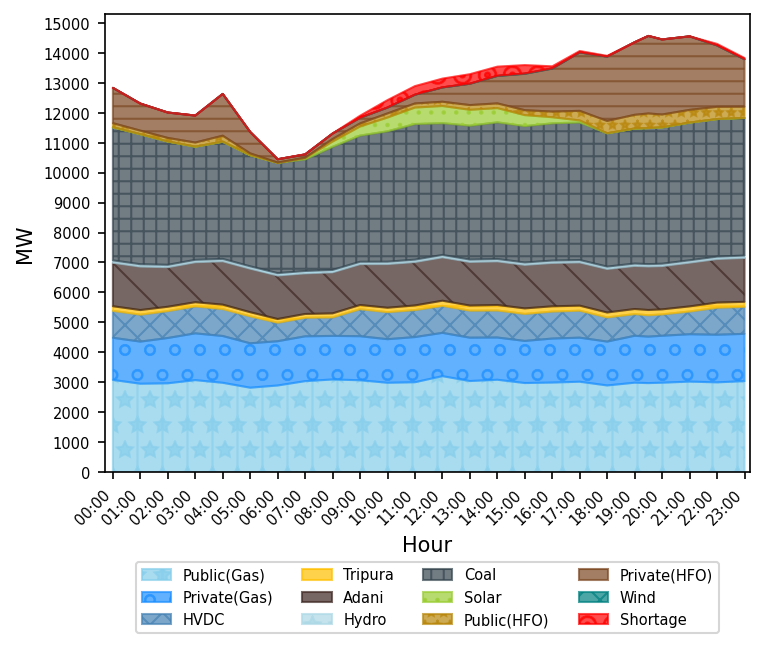 15000
14000
13000
12000
11000
10000
9000
8000
7000
6000
5000
4000
3000
2000
1000
0
MW
00:00 01:00 02:00 03:00 04:00 05:00 06:00 07:00 08:00 09:00 10:00 11:00 12:00 13:00 14:00 15:00 16:00 17:00 18:00 19:00 20:00 21:00 22:00 23:00
Hour
Public(Gas) Tripura Coal Private(HFO)
Private(Gas) Adani Solar Wind
HVDC Hydro Public(HFO) Shortage